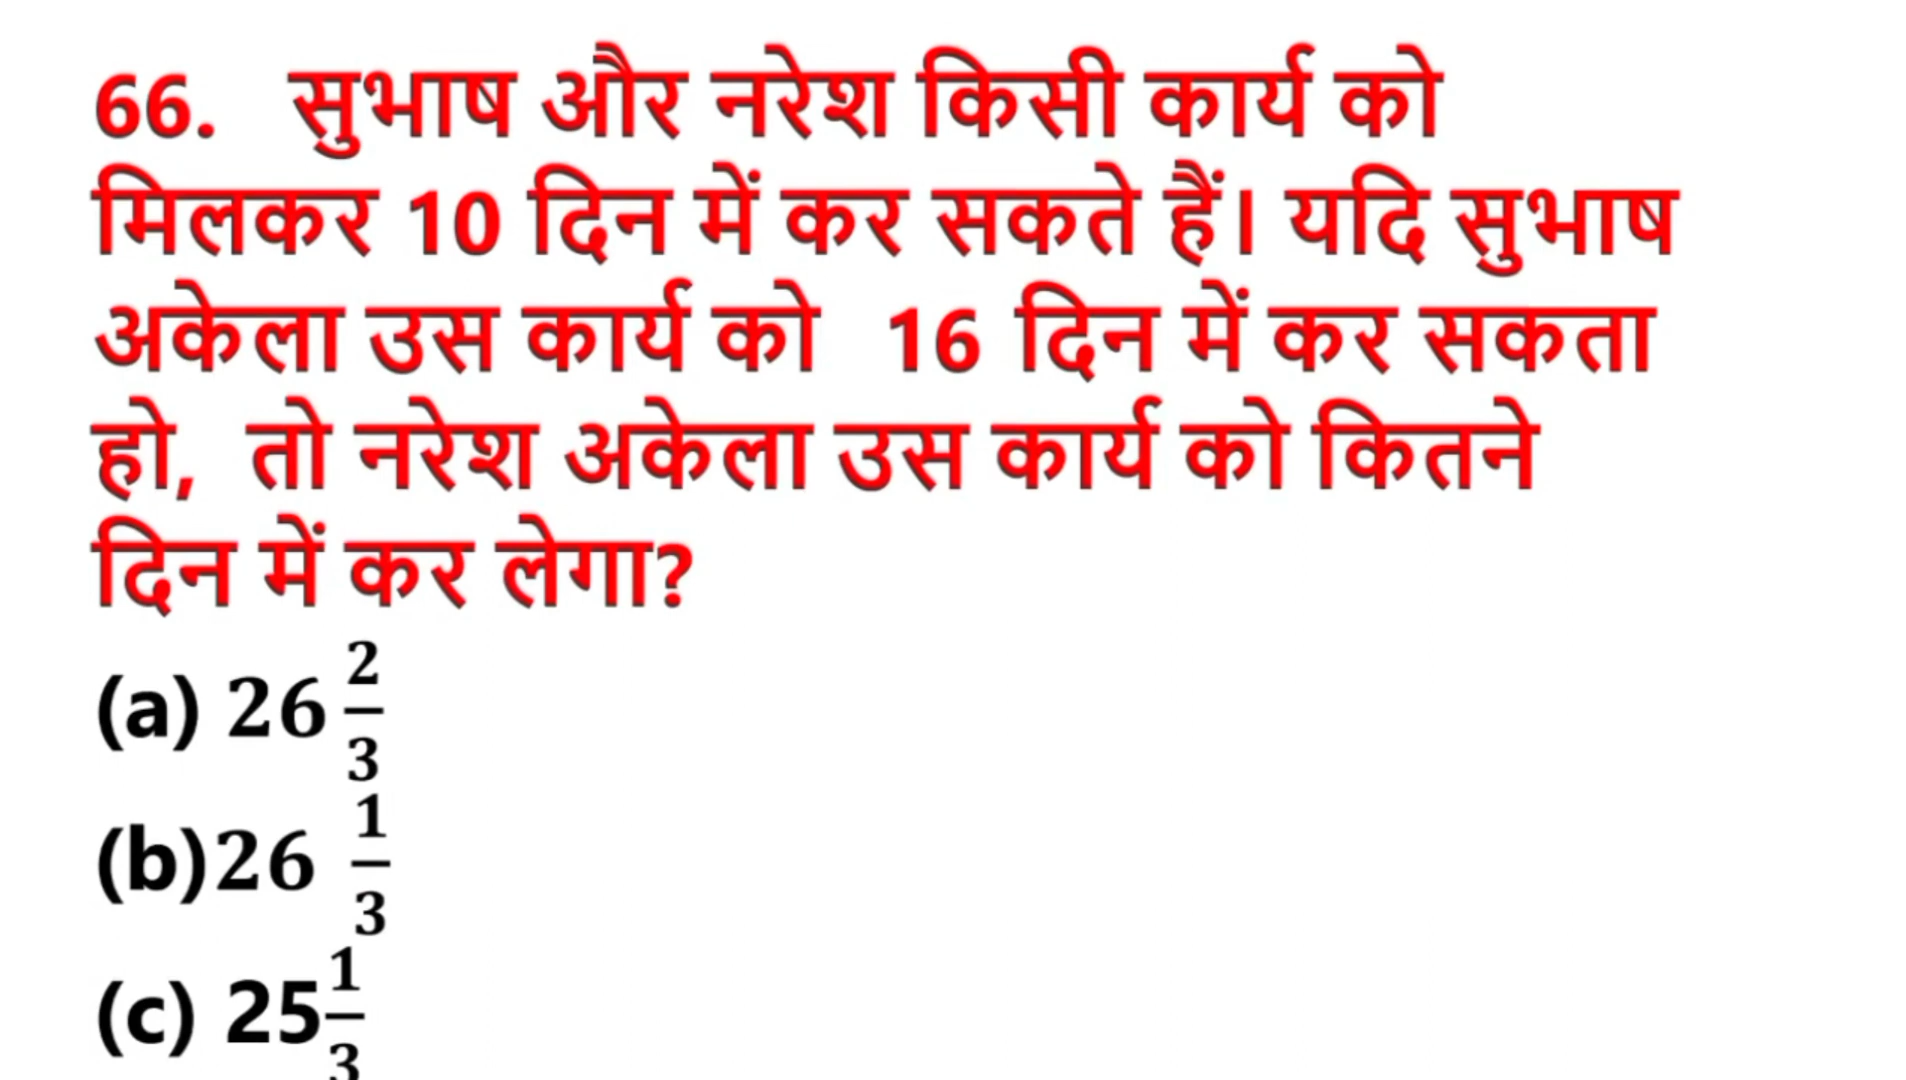 66. सुभाष और नरेश किसी कार्य को
मिलकर 10 दिन में कर सकते हैं। यदि सुभाष
अकेला उस कार्य को 16 दिन में कर सकता
हो, तो नरेश अकेला उस कार्य को कितने
दिन में कर लेगा?
(a) 26 2/3
(b)26 1/3
(c) 25 1/3